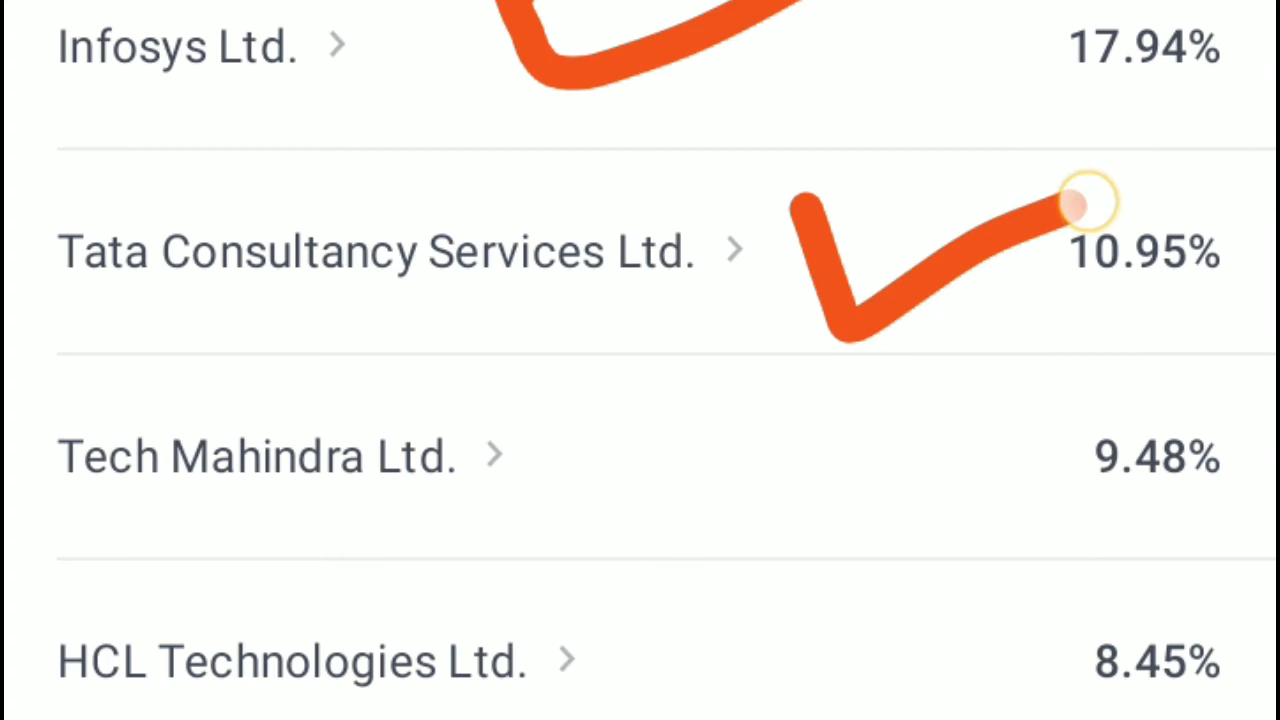 Infosys Ltd. > 17.94%
Tata Consultancy Services Ltd. > 10.95%
Tech Mahindra Ltd. > 9.48%
HCL Technologies Ltd. > 8.45%